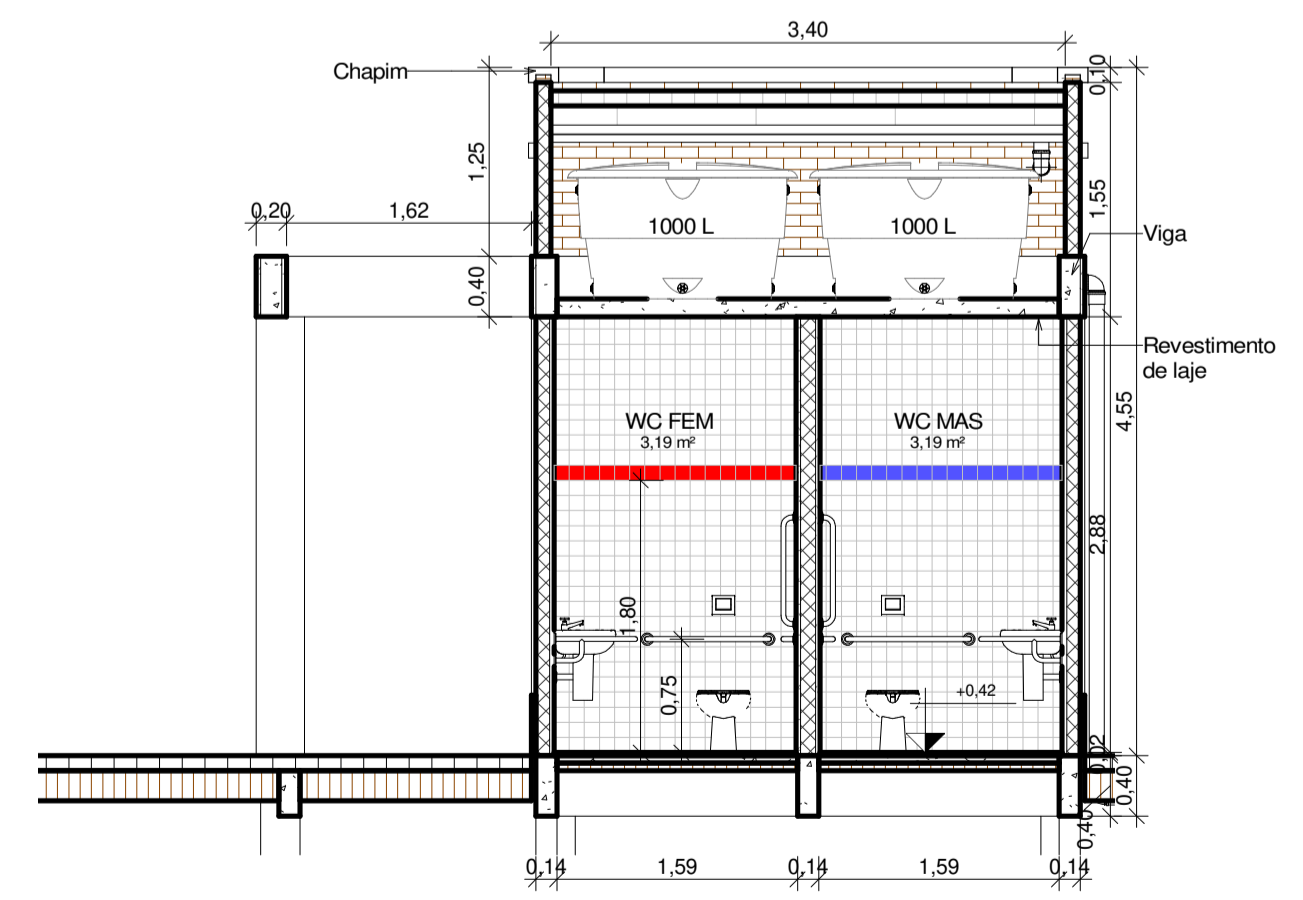 3,40
Chapim
0,10
1,25
0,20
1,62
1000 L
1000 L
1,55
Viga
0,40
Revestimento
de laje
4,55
WC FEM
3,19 m²
WC MAS
3,19 m²
2,88
1,80
0,75
+0,42
0,02
0,40
0,40
0,14
1,59
0,14
1,59
0,14